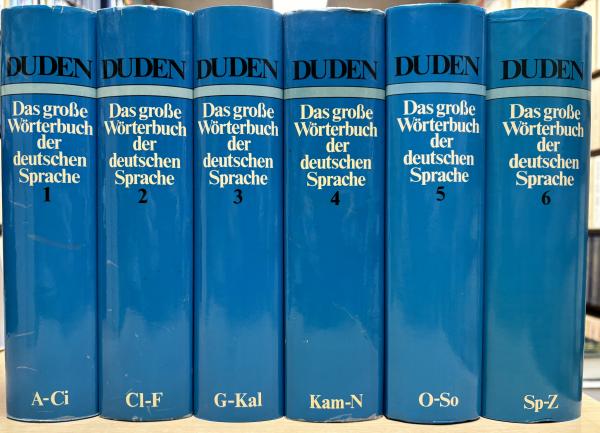 DUDEN
Das große
Wörterbuch
der
deutschen
Sprache
1
A-Ci
DUDEN
Das große
Wörterbuch
der
deutschen
Sprache
2
Cl-F
DUDEN
Das große
Wörterbuch
der
deutschen
Sprache
3
G-Kal
DUDEN
Das große
Wörterbuch
der
deutschen
Sprache
4
Kam-N
DUDEN
Das große
Wörterbuch
der
deutschen
Sprache
5
O-So
DUDEN
Das große
Wörterbuch
der
deutschen
Sprache
6
Sp-Z